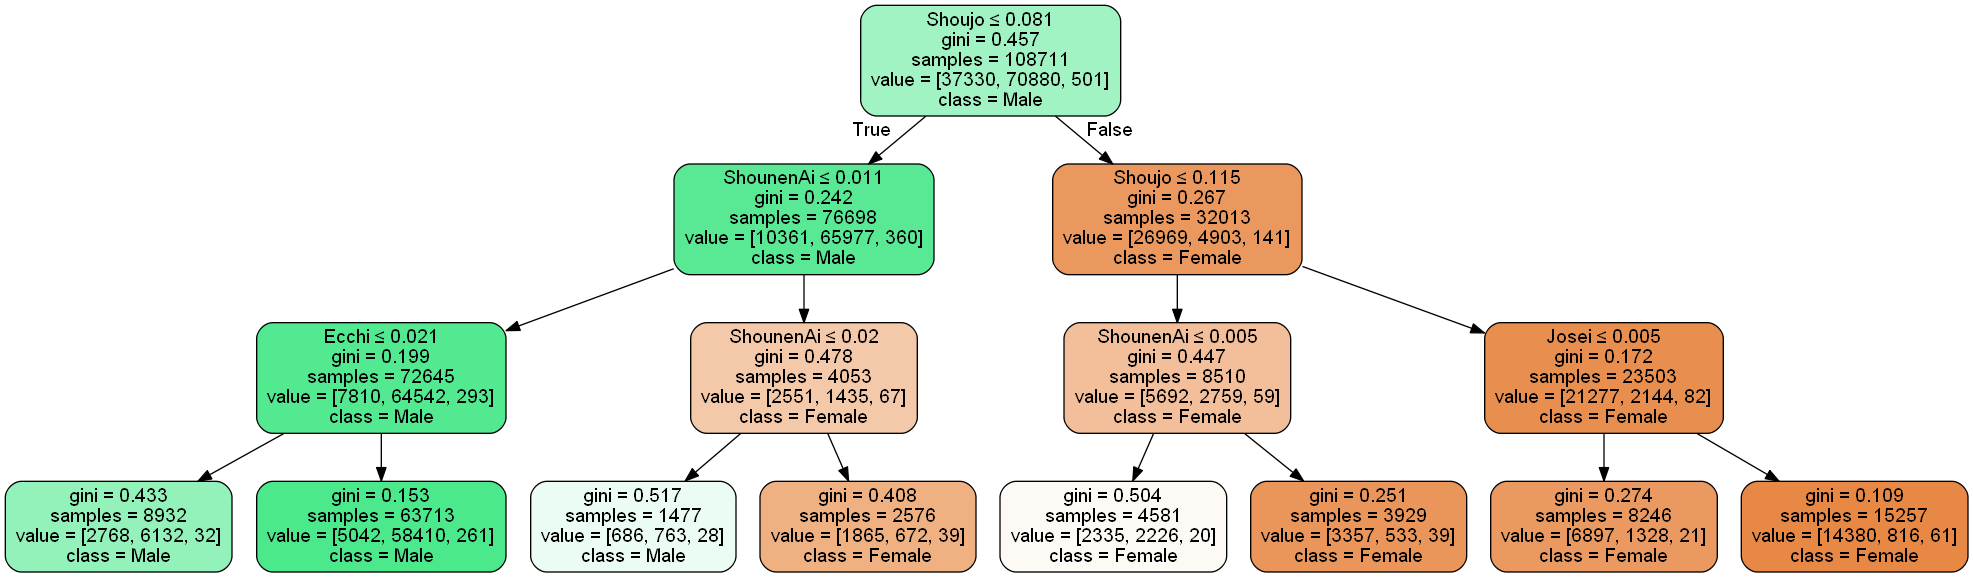 Shoujo ≤ 0.081
gini = 0.457
samples = 108711
value = [37330, 70880, 501]
class = Male
True
False
ShounenAi ≤ 0.011
gini = 0.242
samples = 76698
value = [10361, 65977, 360]
class = Male
Shoujo ≤ 0.115
gini = 0.267
samples = 32013
value = [26969, 4903, 141]
class = Female
Ecchi ≤ 0.021
gini = 0.199
samples = 72645
value = [7810, 64542, 293]
class = Male
ShounenAi ≤ 0.02
gini = 0.478
samples = 4053
value = [2551, 1435, 67]
class = Female
ShounenAi ≤ 0.005
gini = 0.447
samples = 8510
value = [5692, 2759, 59]
class = Female
Josei ≤ 0.005
gini = 0.172
samples = 23503
value = [21277, 2144, 82]
class = Female
gini = 0.433
samples = 8932
value = [2768, 6132, 32]
class = Male
gini = 0.153
samples = 63713
value = [5042, 58410, 261]
class = Male
gini = 0.517
samples = 1477
value = [686, 763, 28]
class = Male
gini = 0.408
samples = 2576
value = [1865, 672, 39]
class = Female
gini = 0.504
samples = 4581
value = [2335, 2226, 20]
class = Female
gini = 0.251
samples = 3929
value = [3357, 533, 39]
class = Female
gini = 0.274
samples = 8246
value = [6897, 1328, 21]
class = Female
gini = 0.109
samples = 15257
value = [14380, 816, 61]
class = Female